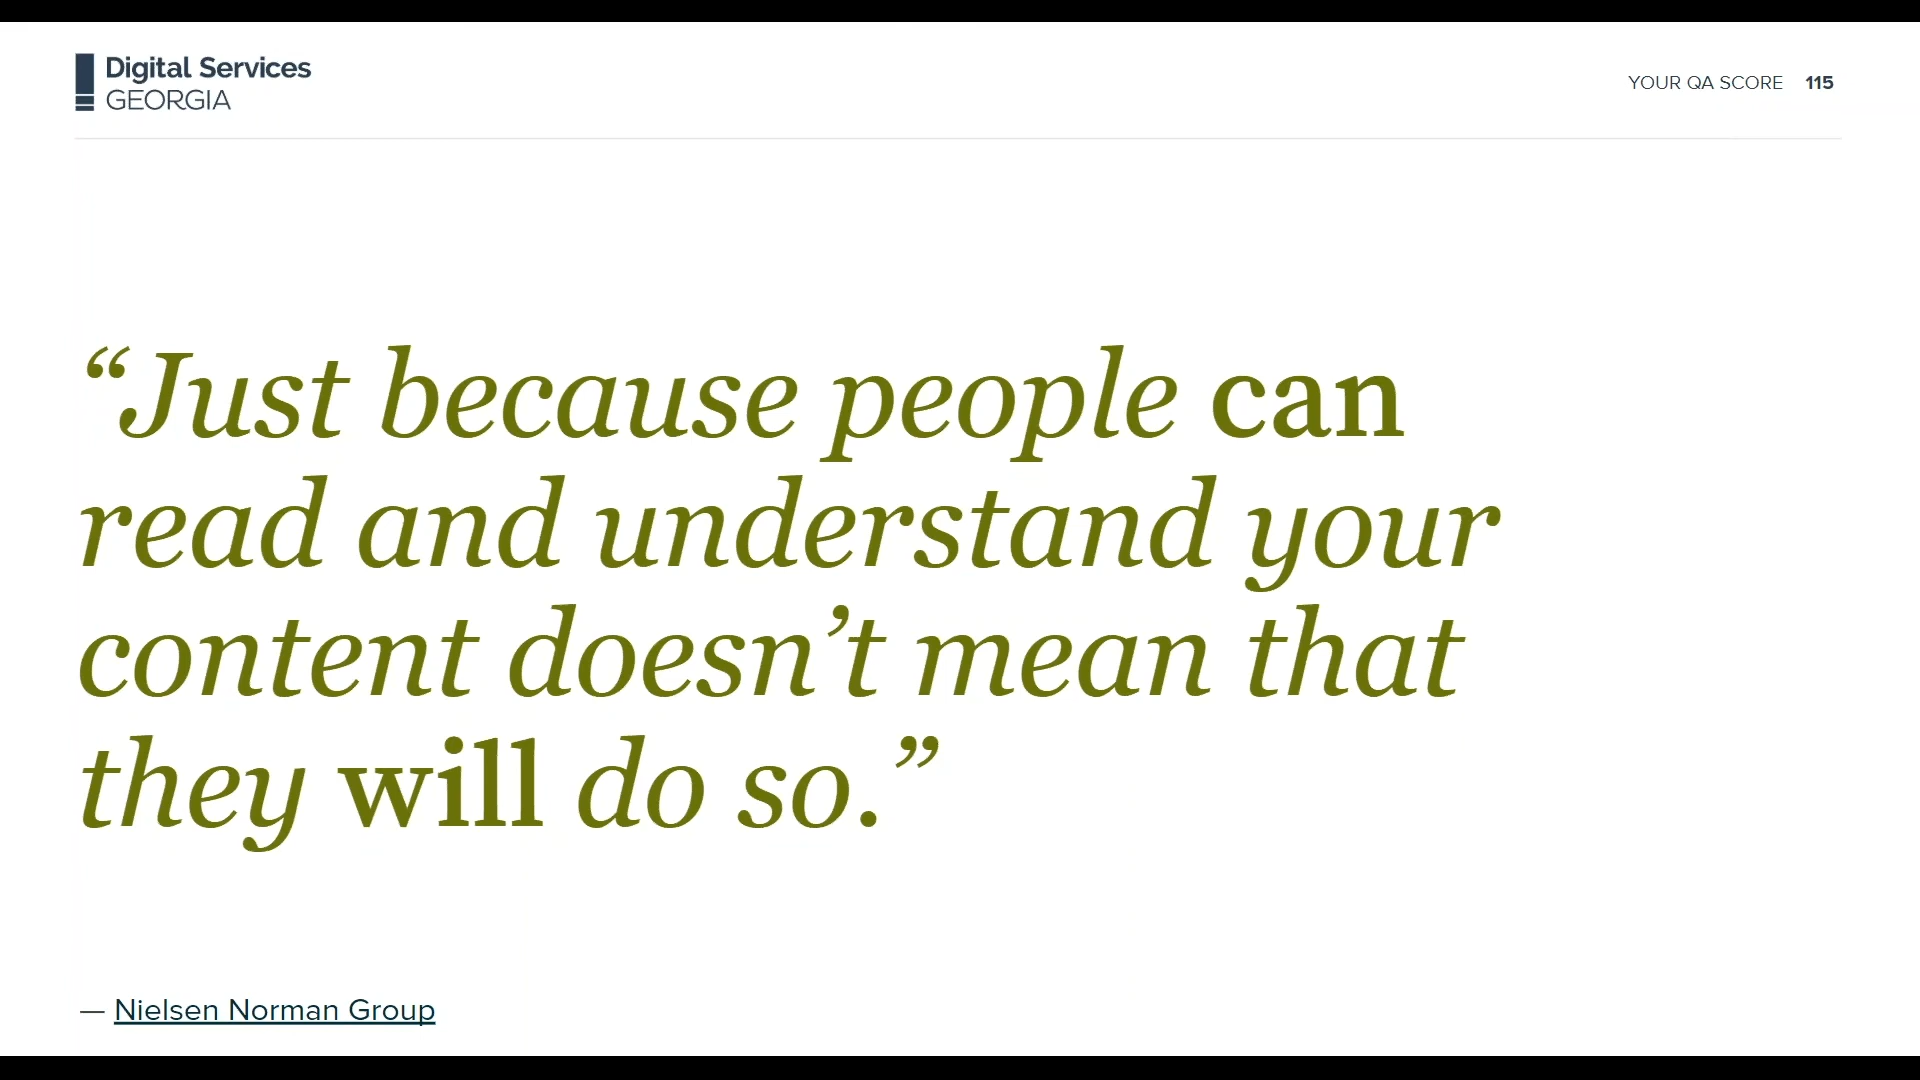 Digital Services
GEORGIA
YOUR QA SCORE 115
“Just because people can
read and understand your
content doesn’t mean that
they will do so.”
— Nielsen Norman Group